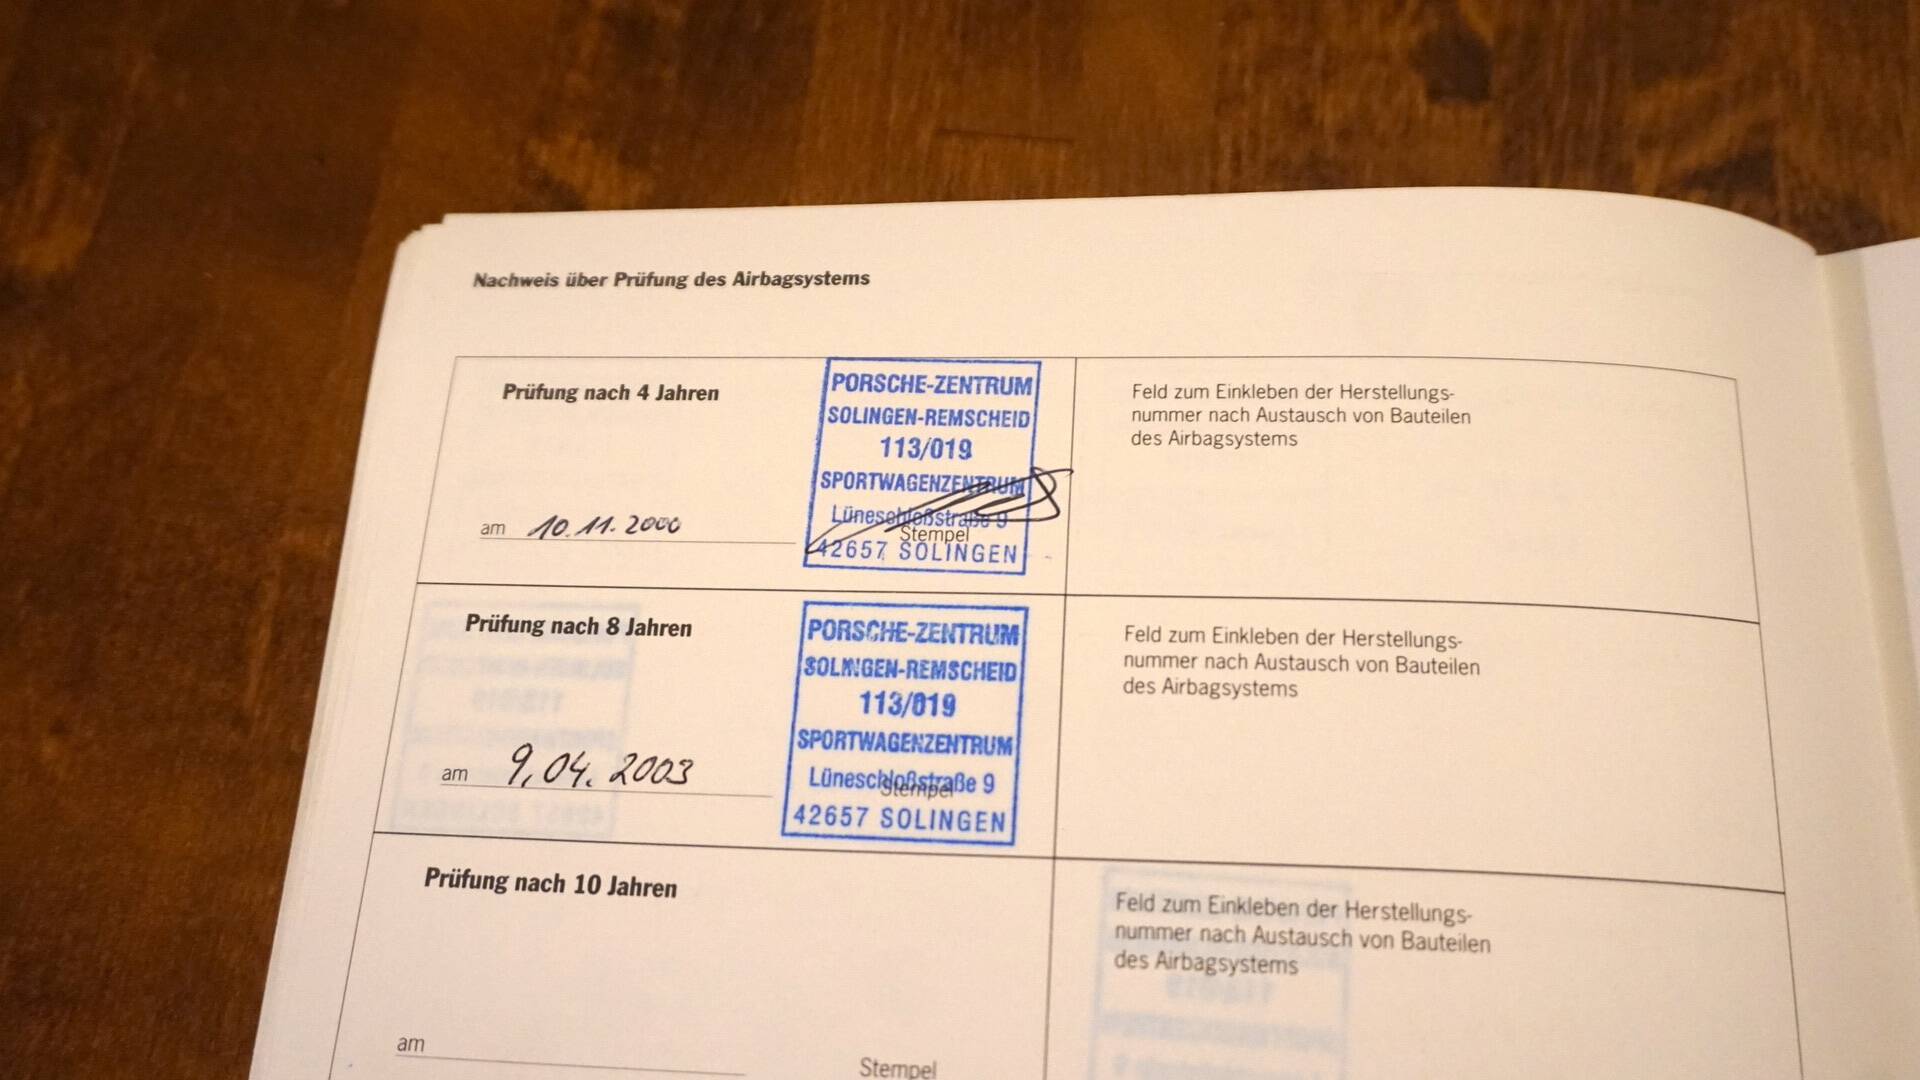 Nachweis über Prüfung des Airbagsystems
Prüfung nach 4 Jahren
am 10.11.2000
PORSCHE-ZENTRUM
SOLINGEN-REMSCHEID
113/019
SPORTWAGENZENTRUM
Lüneschloßstraße 9
Stempel
42657 SOLINGEN
Feld zum Einkleben der Herstellungs-
nummer nach Austausch von Bauteilen
des Airbagsystems
Prüfung nach 8 Jahren
am 9.04.2003
PORSCHE-ZENTRUM
SOLINGEN-REMSCHEID
113/019
SPORTWAGENZENTRUM
Lüneschloßstraße 9
Stempel
42657 SOLINGEN
Feld zum Einkleben der Herstellungs-
nummer nach Austausch von Bauteilen
des Airbagsystems
Prüfung nach 10 Jahren
am
Stempel
Feld zum Einkleben der Herstellungs-
nummer nach Austausch von Bauteilen
des Airbagsystems